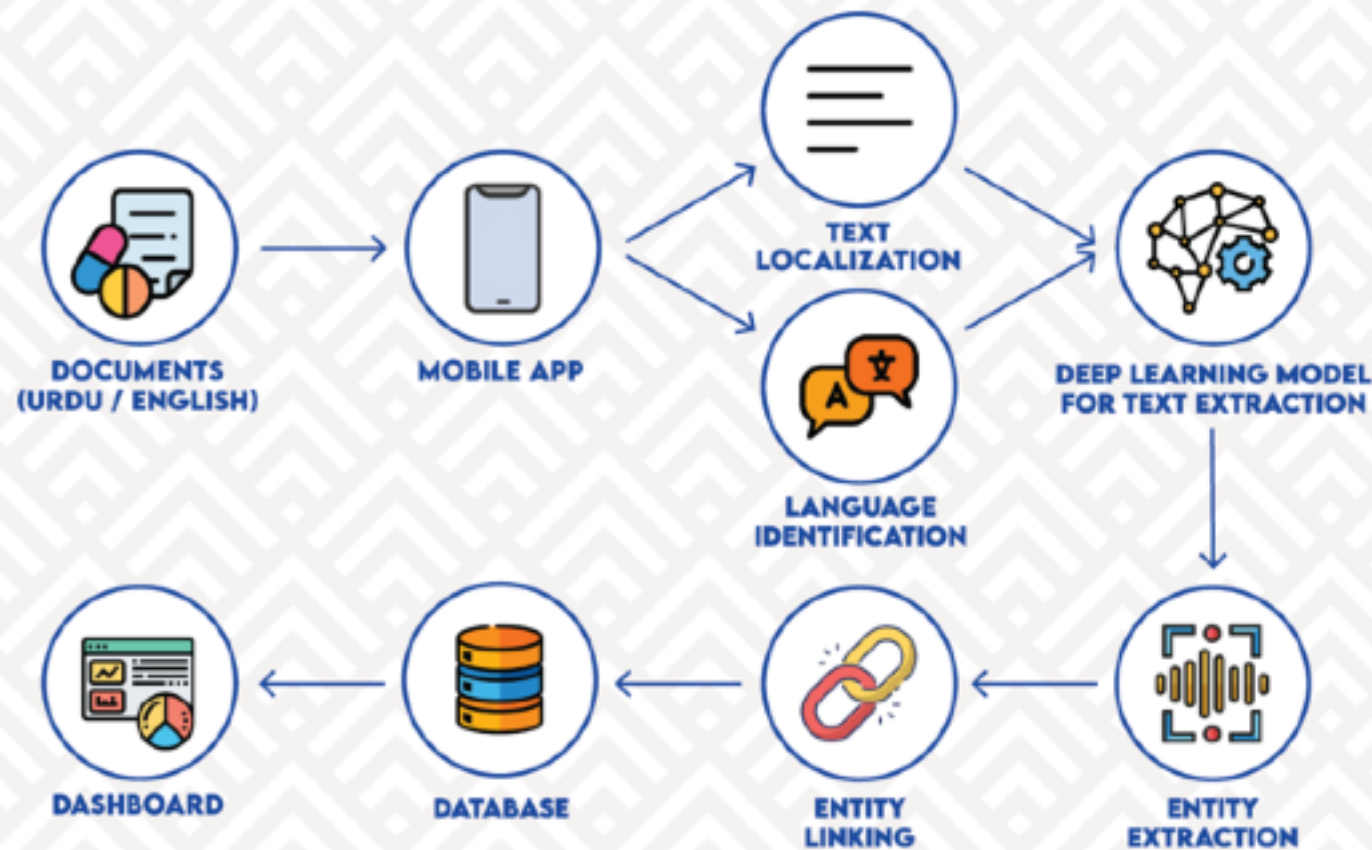 TEXT
LOCALIZATION
DOCUMENTS
(URDU / ENGLISH)
MOBILE APP
DEEP LEARNING MODEL
FOR TEXT EXTRACTION
A
文
LANGUAGE
IDENTIFICATION
DASHBOARD
DATABASE
ENTITY
LINKING
ENTITY
EXTRACTION